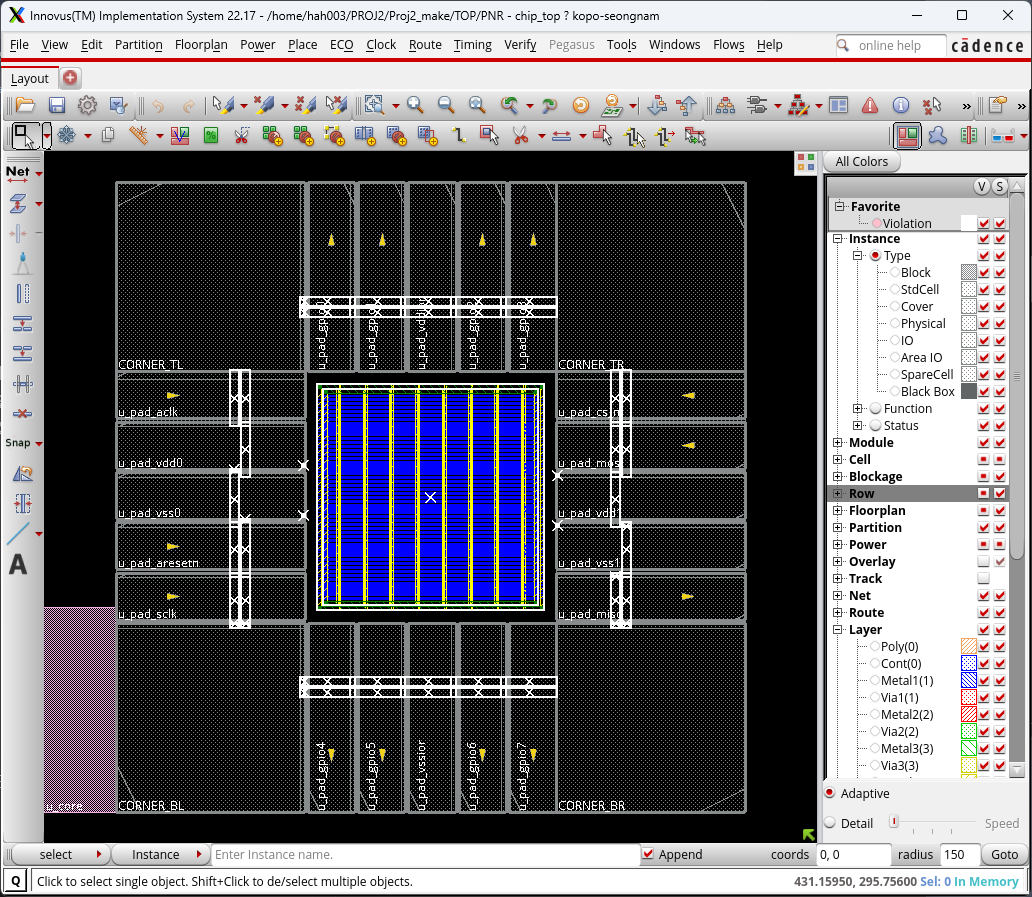 Innovus(TM) Implementation System 22.17 - /home/hah003/PROJ2/Proj2_make/TOP/PNR - chip_top ? kopo-seongnam
File View Edit Partition Floorplan Power Place ECO Clock Route Timing Verify Pegasus Tools Windows Flows Help
online help
cādence
Layout
Net
Snap
A
All Colors
V S
Favorite
Violation
Instance
Type
Block
StdCell
Cover
Physical
IO
Area IO
SpareCell
Black Box
Function
Status
Module
Cell
Blockage
Row
Floorplan
Partition
Power
Overlay
Track
Net
Route
Layer
Poly(0)
Cont(0)
Metal1(1)
Via1(1)
Metal2(2)
Via2(2)
Metal3(3)
Via3(3)
Adaptive
Detail
Speed
CORNER_TL
CORNER_TR
u_pad_aclk
u_pad_vdd0
u_pad_vss0
u_pad_aresetn
u_pad_sclk
u_pad_vss1
CORNER_BL
CORNER_BR
u_pad_gpio4
u_pad_gpio5
u_pad_vssior
u_pad_gpio6
u_pad_gpio7
u_core
select
Instance
Enter Instance name.
Append
coords
0, 0
radius
150
Goto
Q
Click to select single object. Shift+Click to de/select multiple objects.
431.15950, 295.75600 Sel: 0 In Memory